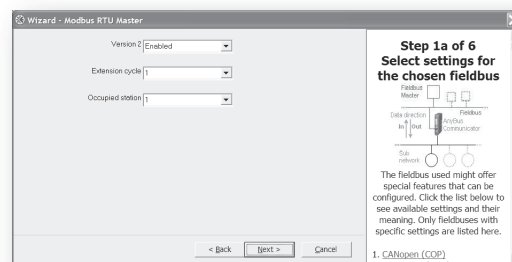 Wizard - Modbus RTU Master
Version 2 Enabled
Extension cycle 1
Occupied station 1
< Back Next > Cancel
Step 1a of 6
Select settings for
the chosen fieldbus
Fieldbus
Master
Fieldbus
Data direction
In Out
AnyBus
Communicator
Sub
network
The fieldbus used might offer
special features that can be
configured. Click the list below to
see available settings and their
meaning. Only fieldbuses with
specific settings are listed here.
1. CANopen (COP)